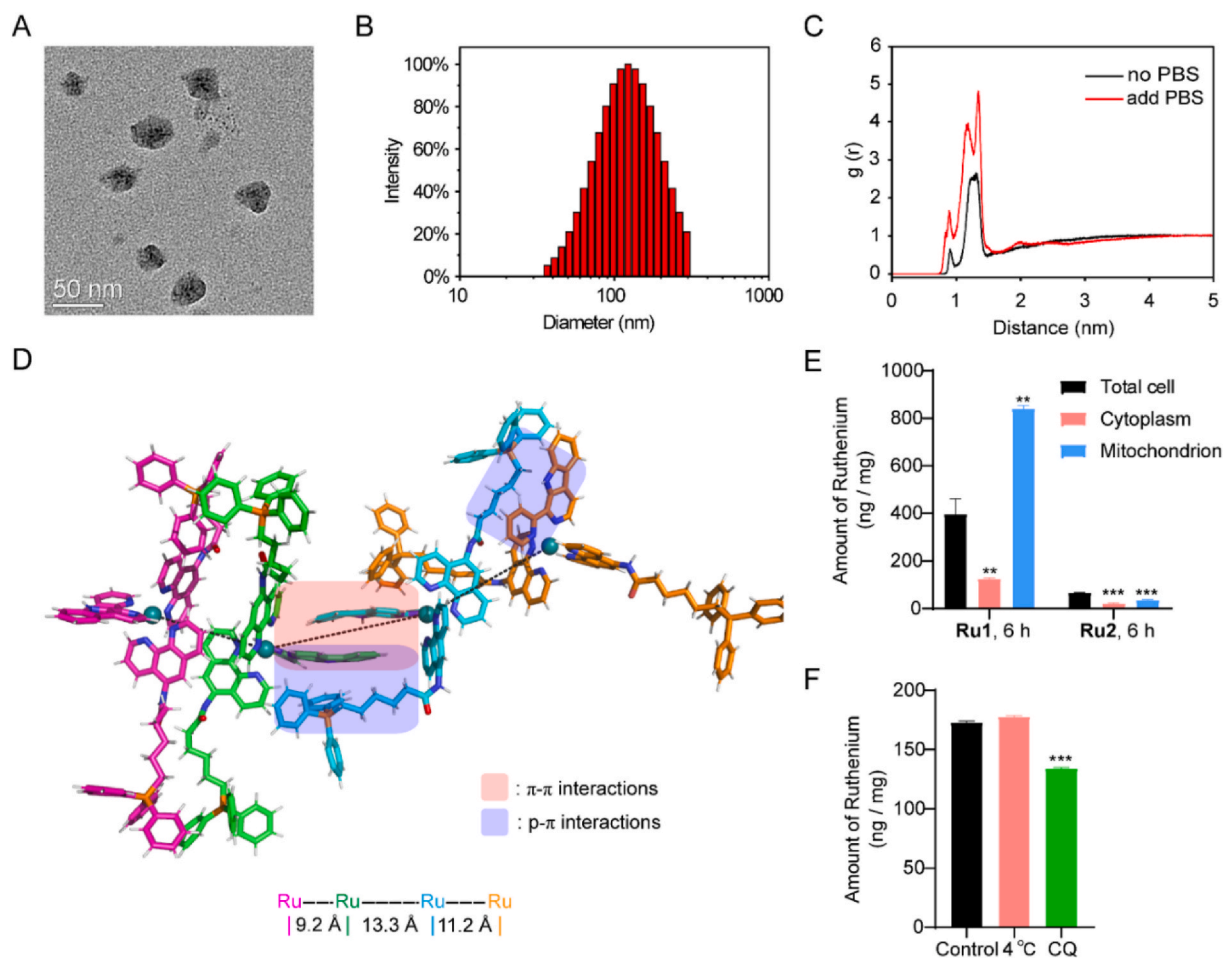 A
50 nm
B
100%
80%
60%
40%
20%
0%
Intensity
10 100 1000
Diameter (nm)
C
6
5
4
3
2
1
0
g (r)
no PBS
add PBS
0 1 2 3 4 5
Distance (nm)
D
: π-π interactions
: p-π interactions
Ru----Ru------Ru----Ru
| 9.2 Å | 13.3 Å | 11.2 Å |
E
1000
800
600
400
200
0
Amount of Ruthenium
(ng / mg)
Total cell
Cytoplasm
Mitochondrion
** ** *** ***
Ru1, 6 h Ru2, 6 h
F
200
150
100
50
0
Amount of Ruthenium
(ng / mg)
***
Control 4 °C CQ